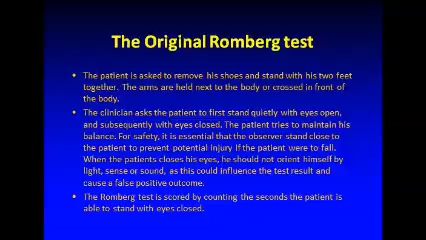 The Original Romberg test
• The patient is asked to remove his shoes and stand with his two feet
together. The arms are held next to the body or crossed in front of
the body.
• The clinician asks the patient to first stand quietly with eyes open,
and subsequently with eyes closed. The patient tries to maintain his
balance. For safety, it is essential that the observer stand close to
the patient to prevent potential injury if the patient were to fall.
When the patients closes his eyes, he should not orient himself by
light, sense or sound, as this could influence the test result and
cause a false positive outcome.
• The Romberg test is scored by counting the seconds the patient is
able to stand with eyes closed.